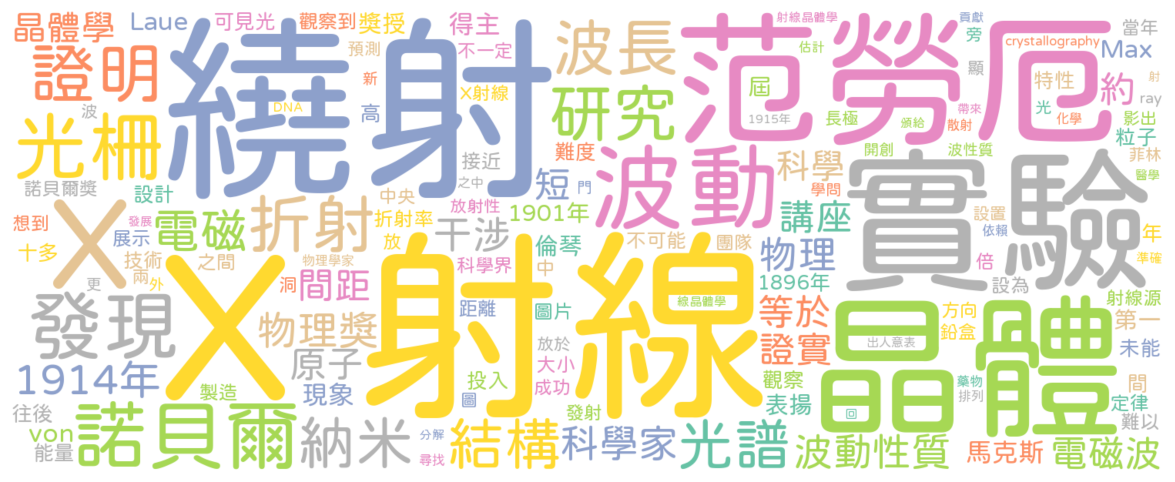 晶體學 Laue 可見光 觀察到 獎授 得主 波長 范勞厄 射線晶體學 貢獻 當年
預測 不一定 估計 旁 crystallography Max
證明 繞射 新 X射線 研究 屆 顯 特性 約
波 DNA 高 1915年 長極 光 帶來 ray 射
光柵 難度 頒給 散射 化學 影出
接近 波動 科學 開創 波性質 粒子 菲林
諾貝爾獎 設計 中央 之中 短 門 學問 實驗 醫學
X 想到 發展 電磁 折射 折射率 放射性 1901年 講座 設置 年
十多 展示 物理學家 放 干涉 倫琴 不可能 團隊 物理 依賴 準確
技術 之間 X射線 科學界 中 1896年 倍 晶體
兩 外 洞 間距 設為 射線源
發現 更 距離 圖片 線晶體學 等於 方向 第一
物理獎 鉛盒 出人意表
原子 放於 大小 證實 未能
1914年 製造 現象 投入 成功 觀察 藥物 間
往後 圖 發射 表揚 排列 定律
von 諾貝爾 納米 分解 結構 科學家 光譜 回 難以
能量 尋找 波動性質 馬克斯 電磁波